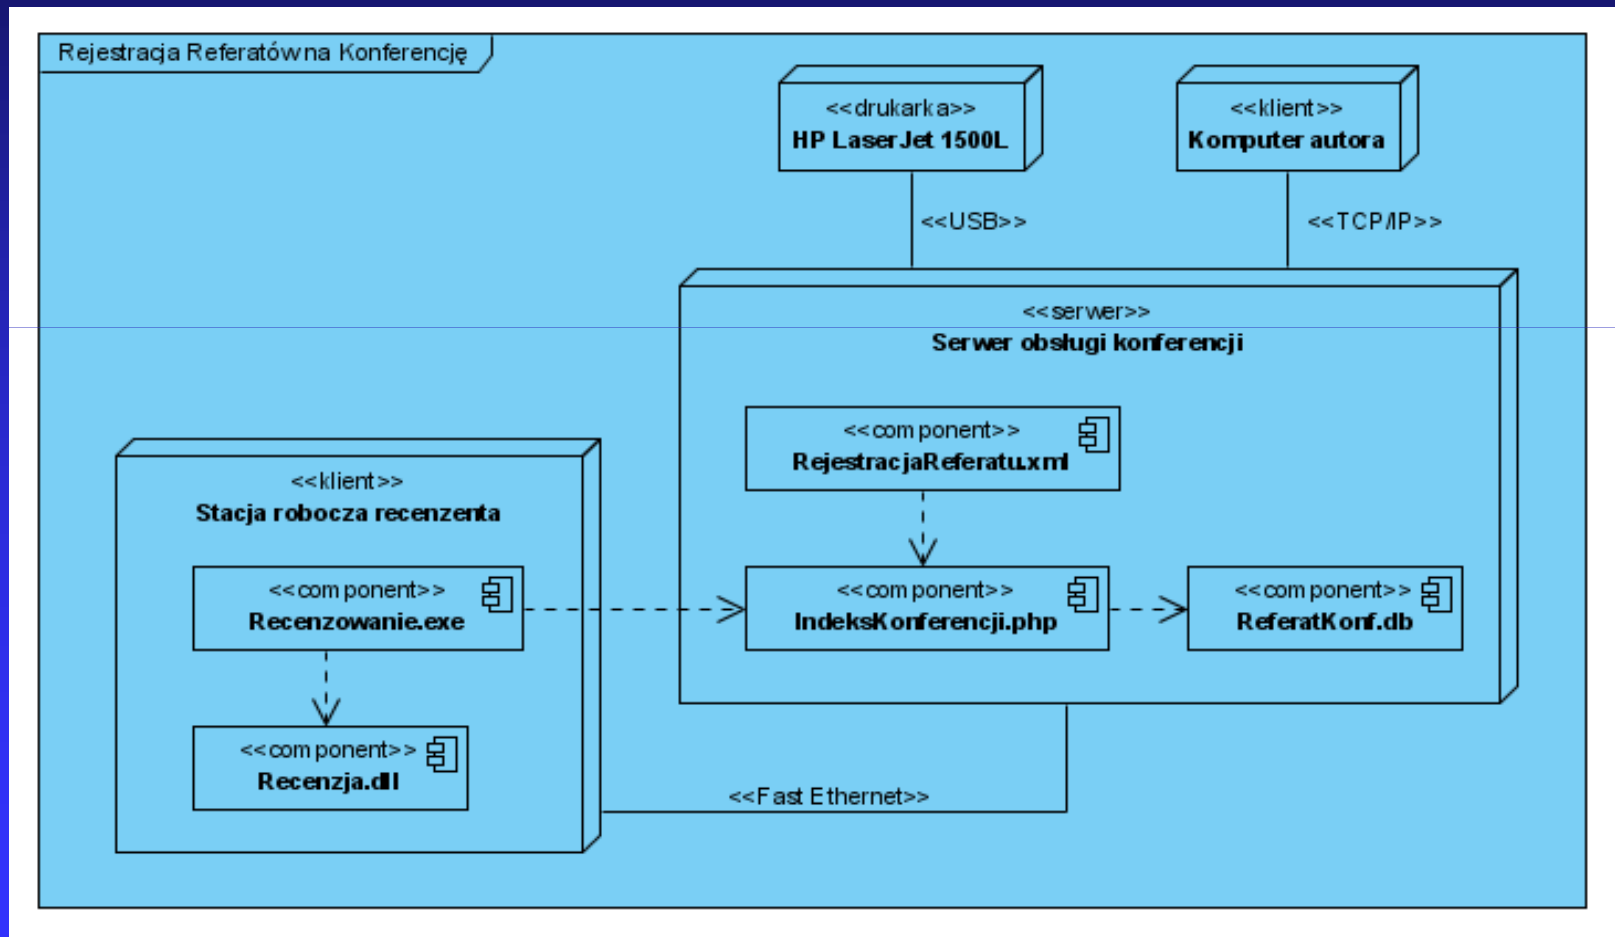 Rejestracja Referatów na Konferencję
<<drukarka>>
HP LaserJet 1500L
<<klient>>
Komputer autora
<<USB>>
<<TCP/IP>>
<<serwer>>
Serwer obsługi konferencji
<<component>>
RejestracjaReferatu.xml
<<klient>>
Stacja robocza recenzenta
<<component>>
Recenzowanie.exe
<<component>>
IndeksKonferencji.php
<<component>>
ReferatKonf.db
<<component>>
Recenzja.dll
<<Fast Ethernet>>